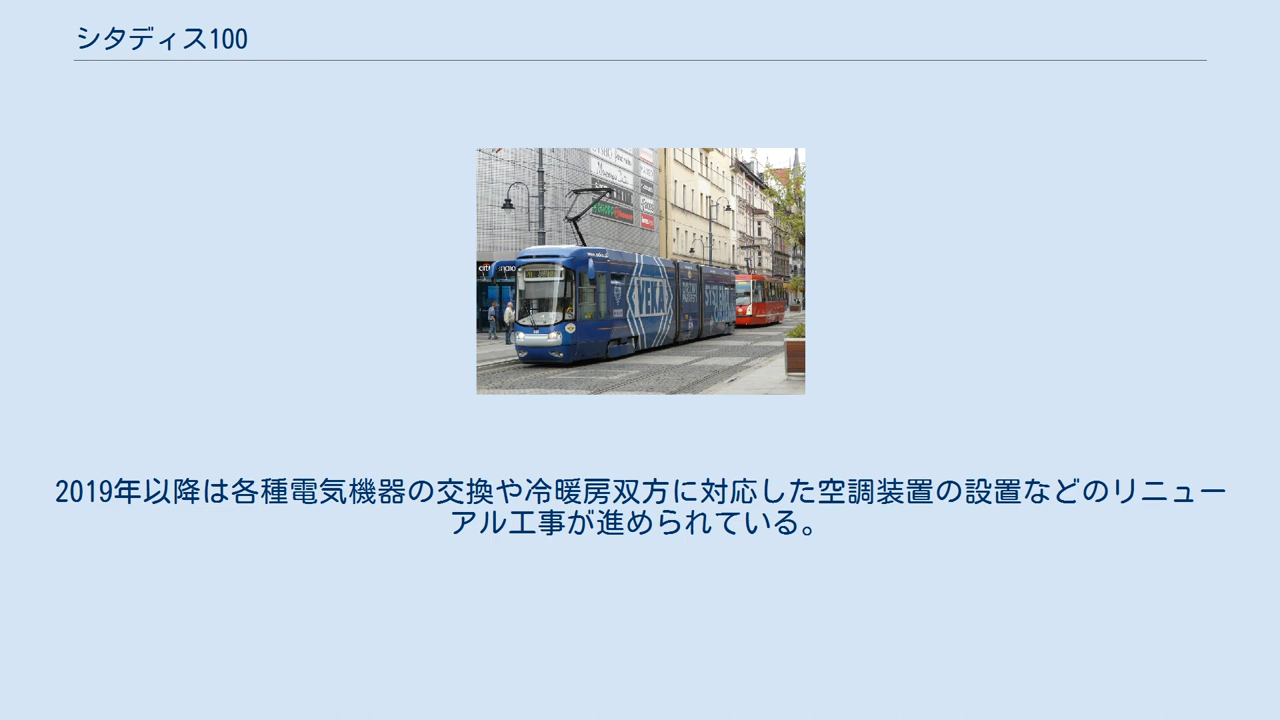 シタディス100
VEKA
2019年以降は各種電気機器の交換や冷暖房双方に対応した空調装置の設置などのリニュー
アル工事が進められている。